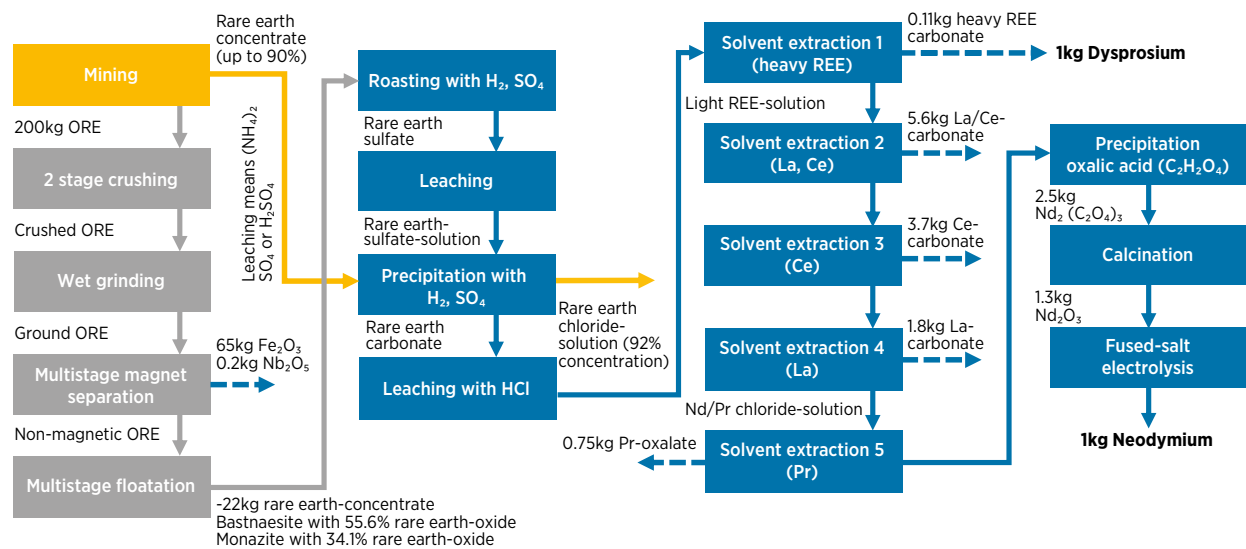 Rare earth
concentrate
(up to 90%)
Mining
200kg ORE
2 stage crushing
Crushed ORE
Wet grinding
Ground ORE
65kg Fe₂O₃
0.2kg Nb₂O₅
Multistage magnet
separation
Non-magnetic ORE
Multistage floatation
-22kg rare earth-concentrate
Bastnaesite with 55.6% rare earth-oxide
Monazite with 34.1% rare earth-oxide
Leaching means (NH₄)₂
SO₄ or H₂SO4
Roasting with H₂, SO₄
Rare earth
sulfate
Leaching
Rare earth-
sulfate-solution
Precipitation with
H₂, SO₄
Rare earth
carbonate
Rare earth
chloride-
solution (92%
concentration)
Leaching with HCl
Solvent extraction 1
(heavy REE)
0.11kg heavy REE
carbonate
1kg Dysprosium
Light REE-solution
Solvent extraction 2
(La, Ce)
5.6kg La/Ce-
carbonate
Solvent extraction 3
(Ce)
3.7kg Ce-
carbonate
Solvent extraction 4
(La)
1.8kg La-
carbonate
Nd/Pr chloride-solution
0.75kg Pr-oxalate
Solvent extraction 5
(Pr)
Precipitation
oxalic acid (C₂H₂O₄)
2.5kg
Nd₂ (C₂O₄)₃
Calcination
1.3kg
Nd₂O₃
Fused-salt
electrolysis
1kg Neodymium